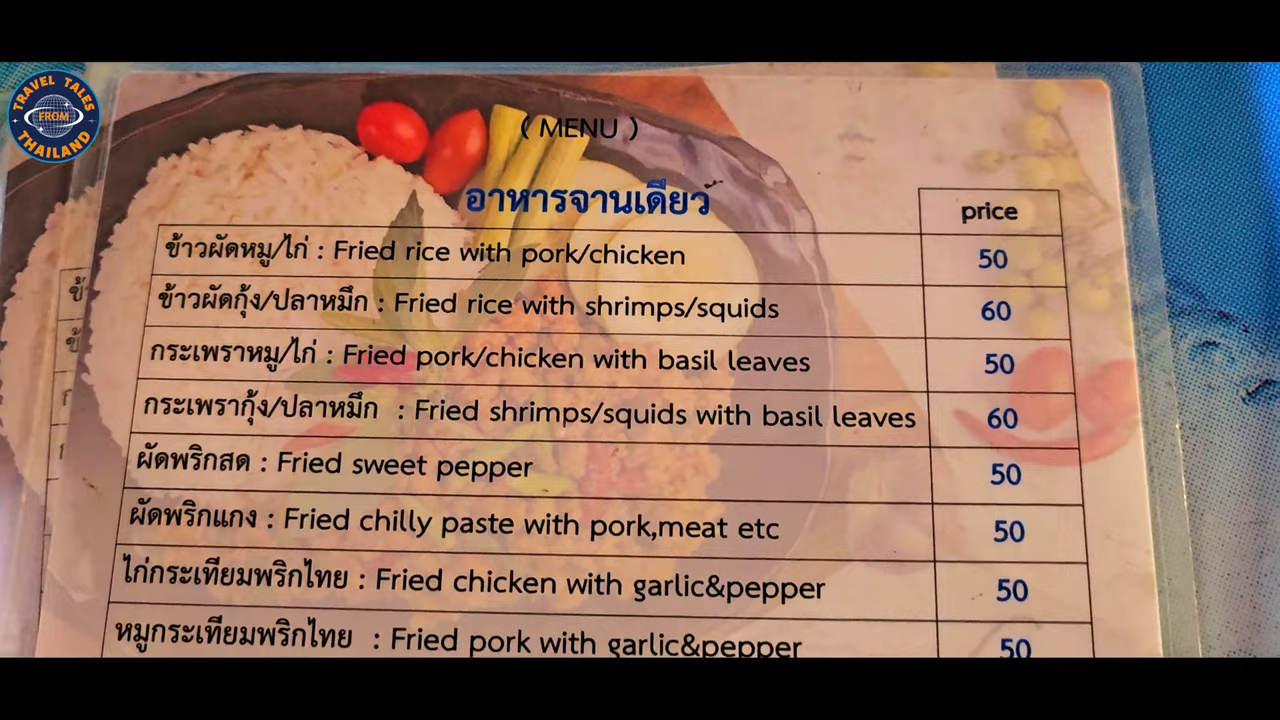 TRAVEL TALES
FROM
THAILAND
( MENU )
อาหารจานเดียว
price
ข้าวผัดหมู/ไก่ : Fried rice with pork/chicken 50
ข้าวผัดกุ้ง/ปลาหมึก : Fried rice with shrimps/squids 60
กระเพราหมู/ไก่ : Fried pork/chicken with basil leaves 50
กระเพรากุ้ง/ปลาหมึก : Fried shrimps/squids with basil leaves 60
ผัดพริกสด : Fried sweet pepper 50
ผัดพริกแกง : Fried chilly paste with pork,meat etc 50
ไก่กระเทียมพริกไทย : Fried chicken with garlic&pepper 50
หมูกระเทียมพริกไทย : Fried pork with garlic&pepper 50